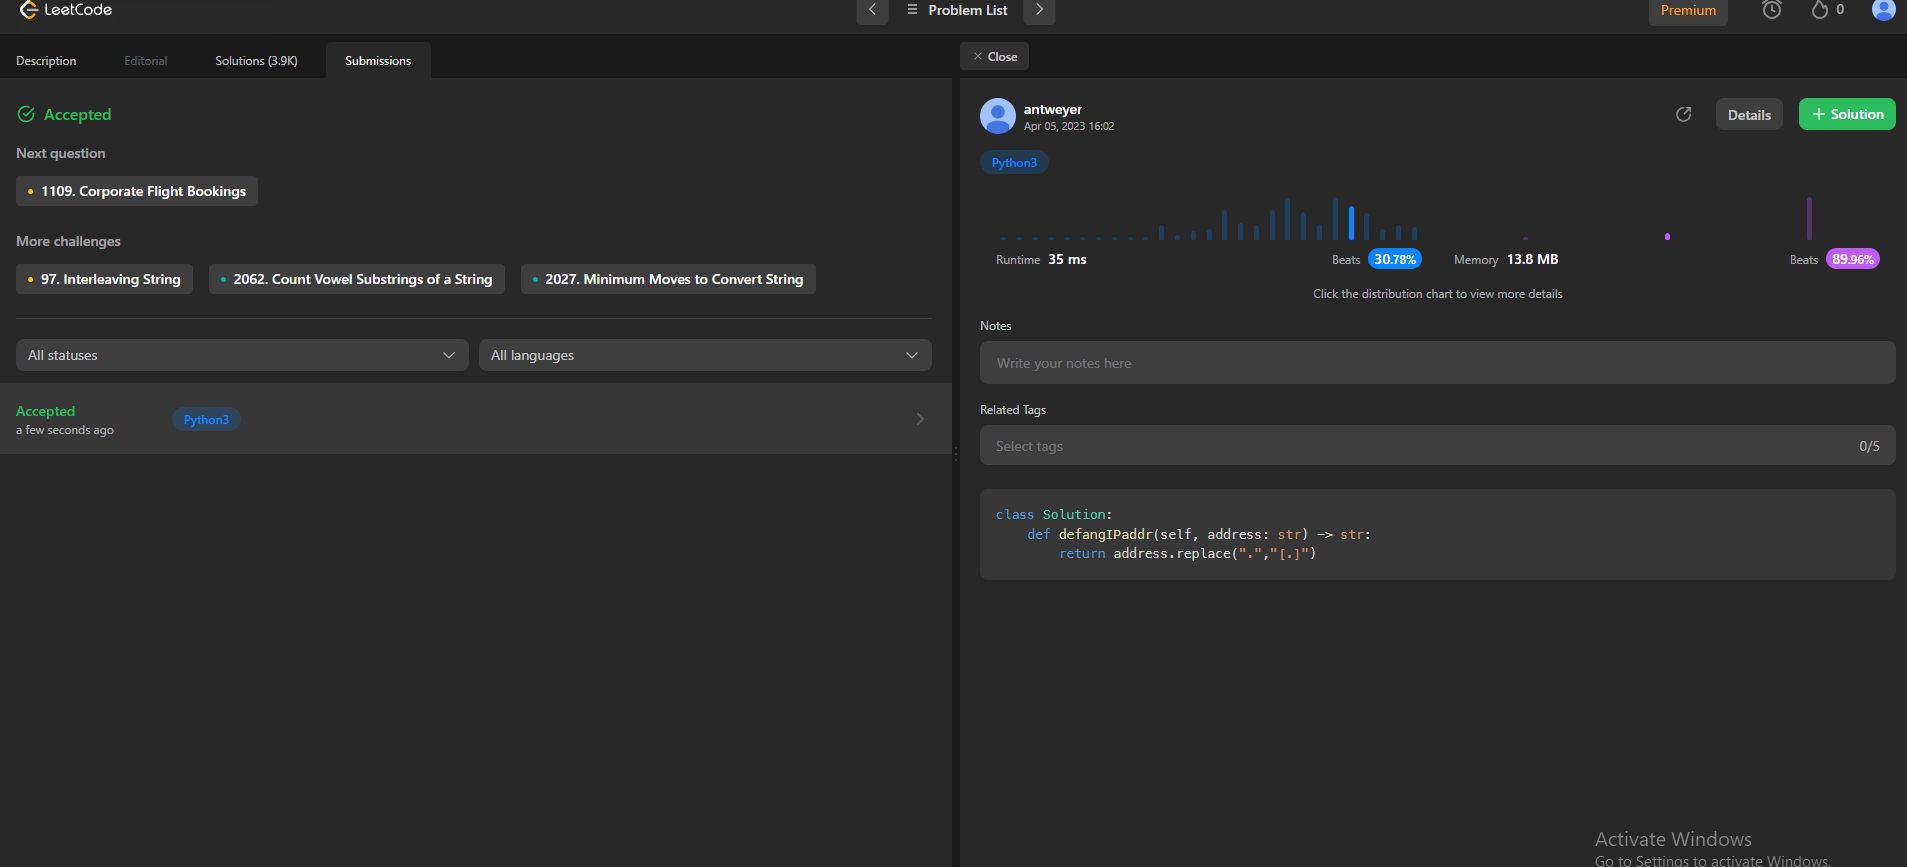 LeetCode
Problem List
Premium
0
Description
Editorial
Solutions (3.9K)
Submissions
Close
Accepted
Next question
1109. Corporate Flight Bookings
More challenges
97. Interleaving String
2062. Count Vowel Substrings of a String
2027. Minimum Moves to Convert String
All statuses
All languages
Accepted
a few seconds ago
Python3
antweyer
Apr 05, 2023 16:02
Details
Solution
Python3
Runtime 35 ms
Beats 30.78%
Memory 13.8 MB
Beats 89.96%
Click the distribution chart to view more details
Notes
Write your notes here
Related Tags
Select tags
0/5
class Solution:
    def defangIPaddr(self, address: str) -> str:
        return address.replace(".","[.]")
Activate Windows
Go to Settings to activate Windows.